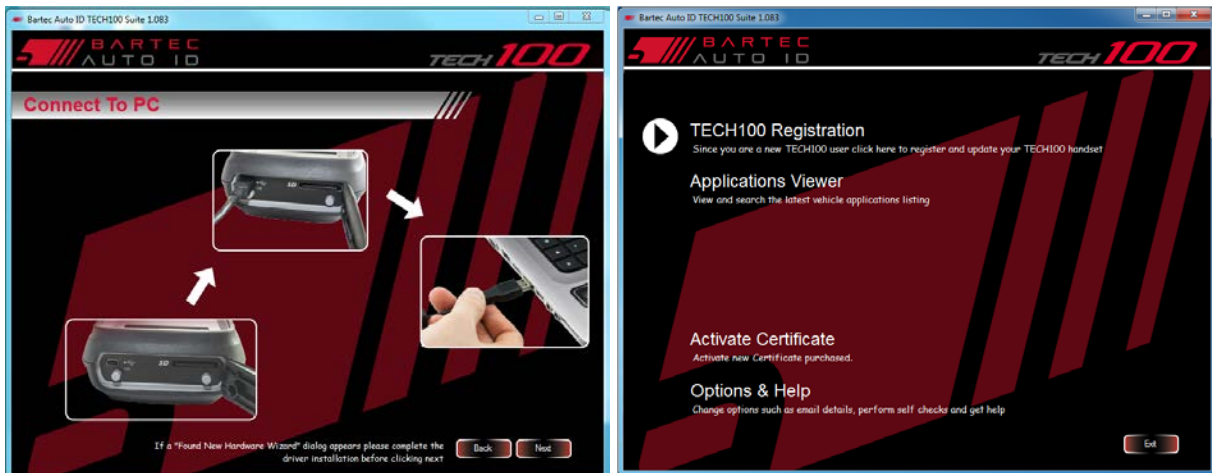 Bartec Auto ID TECH100 Suite 1.083
BARTEC
AUTO ID
TECH100
Connect To PC
SD
SD
If a "Found New Hardware Wizard" dialog appears please complete the
driver installation before clicking next
Back
Next
Bartec Auto ID TECH100 Suite 1.083
BARTEC
AUTO ID
TECH100
TECH100 Registration
Since you are a new TECH100 user click here to register and update your TECH100 handset
Applications Viewer
View and search the latest vehicle applications listing
Activate Certificate
Activate new Certificate purchased.
Options & Help
Change options such as email details, perform self checks and get help
Exit